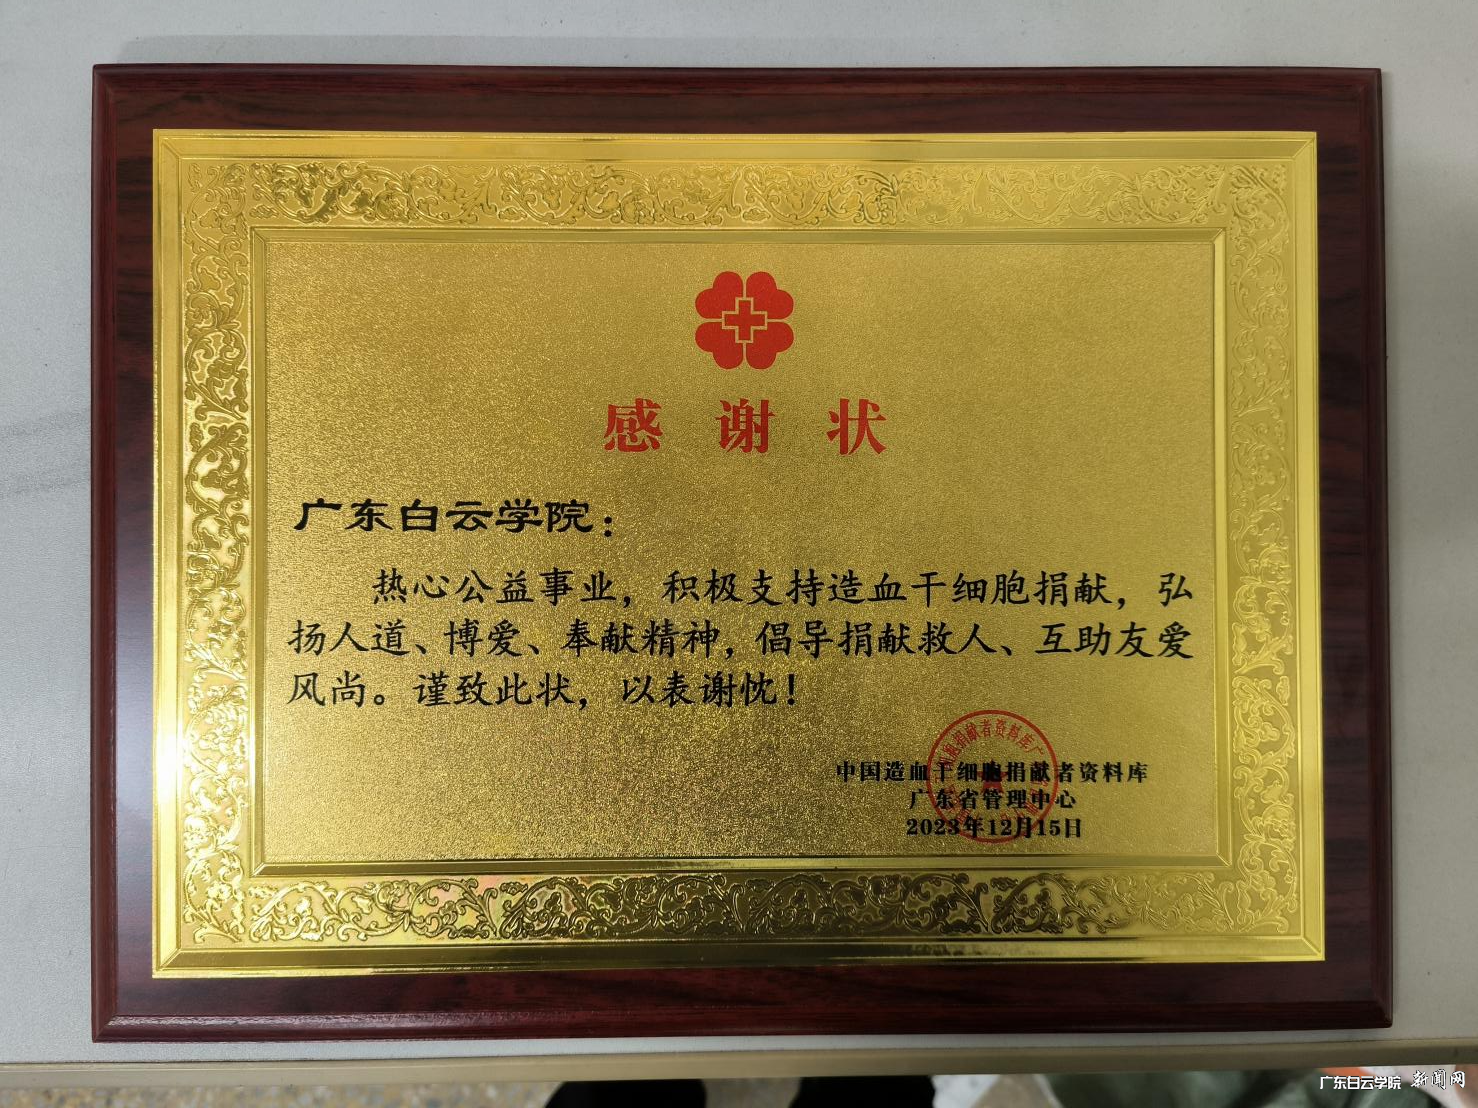 感谢状
广东白云学院：
热心公益事业，积极支持造血干细胞捐献，弘
扬人道、博爱、奉献精神，倡导捐献救人、互助友爱
风尚。谨致此状，以表谢忱！
中国造血干细胞捐献者资料库
广东省管理中心
2023年12月15日
广东白云学院 新闻网